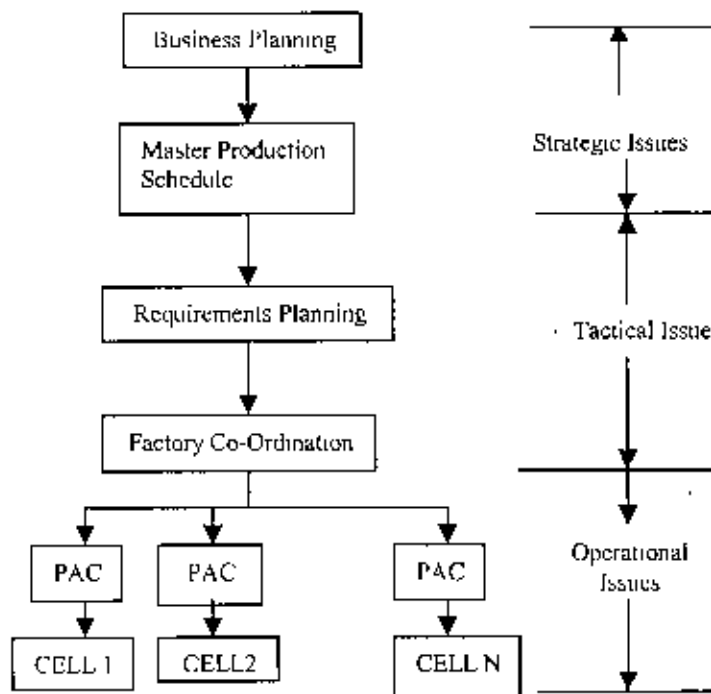 Business Planning
Master Production
Schedule
Strategic Issues
Requirements Planning
Tactical Issue
Factory Co-Ordination
PAC
PAC
PAC
Operational
Issues
CELL 1
CELL2
CELL N